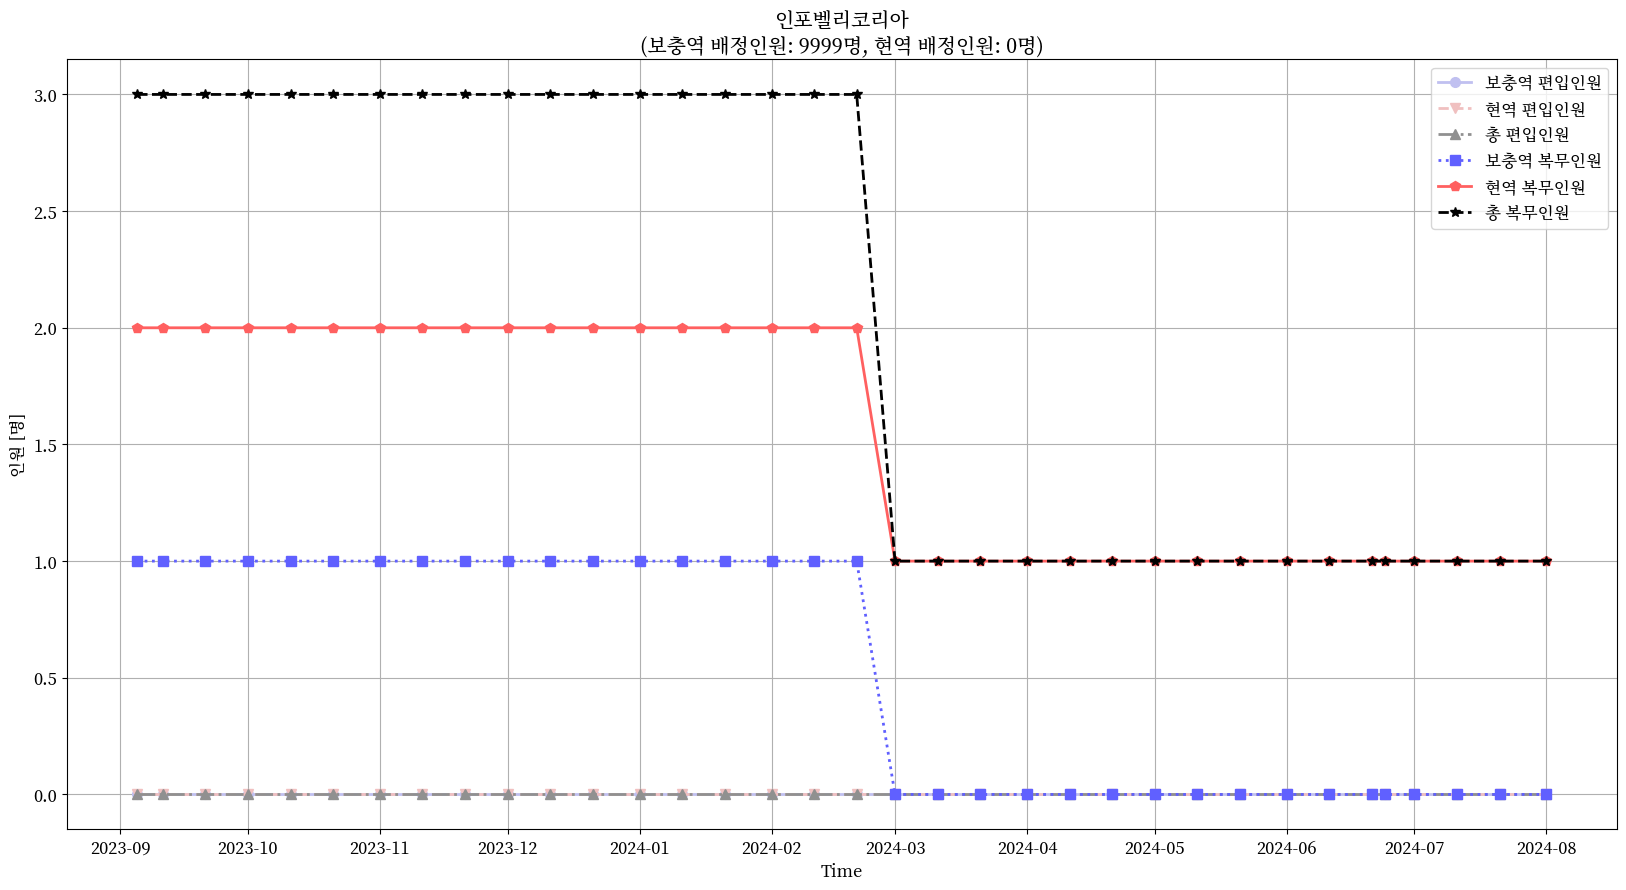 인포벨리코리아
(보충역 배정인원: 9999명, 현역 배정인원: 0명)
보충역 편입인원
현역 편입인원
총 편입인원
보충역 복무인원
현역 복무인원
총 복무인원
인원 [명]
3.0
2.5
2.0
1.5
1.0
0.5
0.0
2023-09 2023-10 2023-11 2023-12 2024-01 2024-02 2024-03 2024-04 2024-05 2024-06 2024-07 2024-08
Time